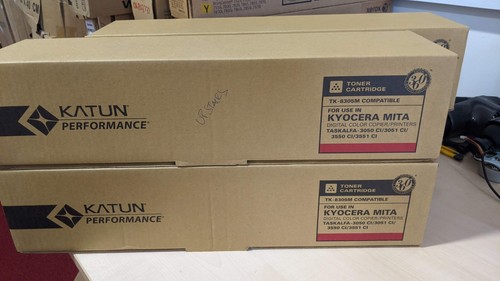 KATUN
PERFORMANCE
TONER
CARTRIDGE
TK-8305M COMPATIBLE
FOR USE IN
KYOCERA MITA
DIGITAL COLOR COPIER/PRINTERS
TASKALFA-3050 CI/3051 CI/
3550 CI/3551 CI
KATUN
PERFORMANCE
TONER
CARTRIDGE
TK-8305M COMPATIBLE
FOR USE IN
KYOCERA MITA
DIGITAL COLOR COPIER/PRINTERS
TASKALFA-3050 CI/3051 CI/
3550 CI/3551 CI